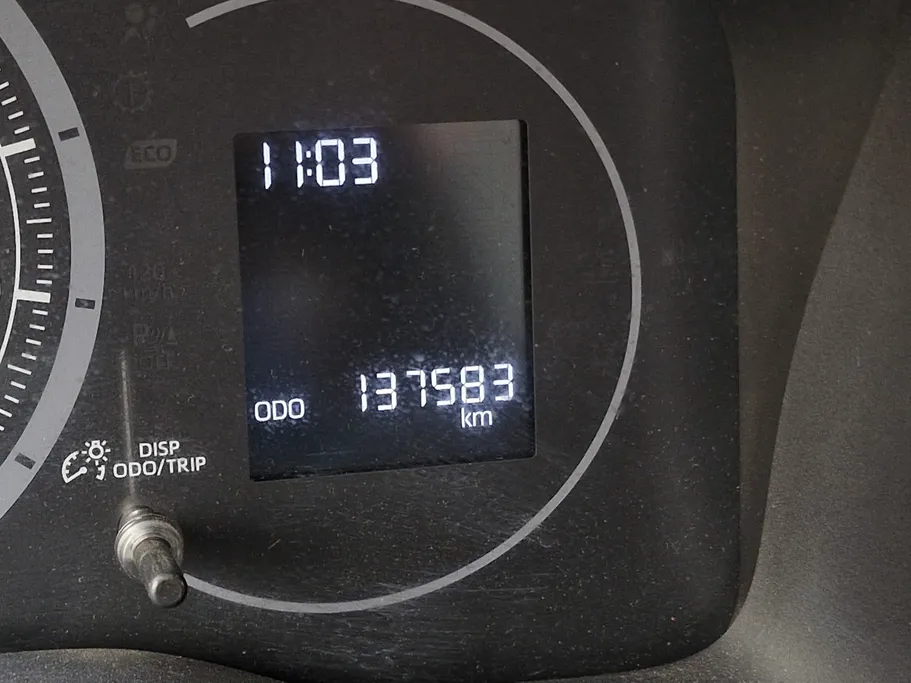 ECO
11:03
ODO 137583
km
DISP
ODO/TRIP